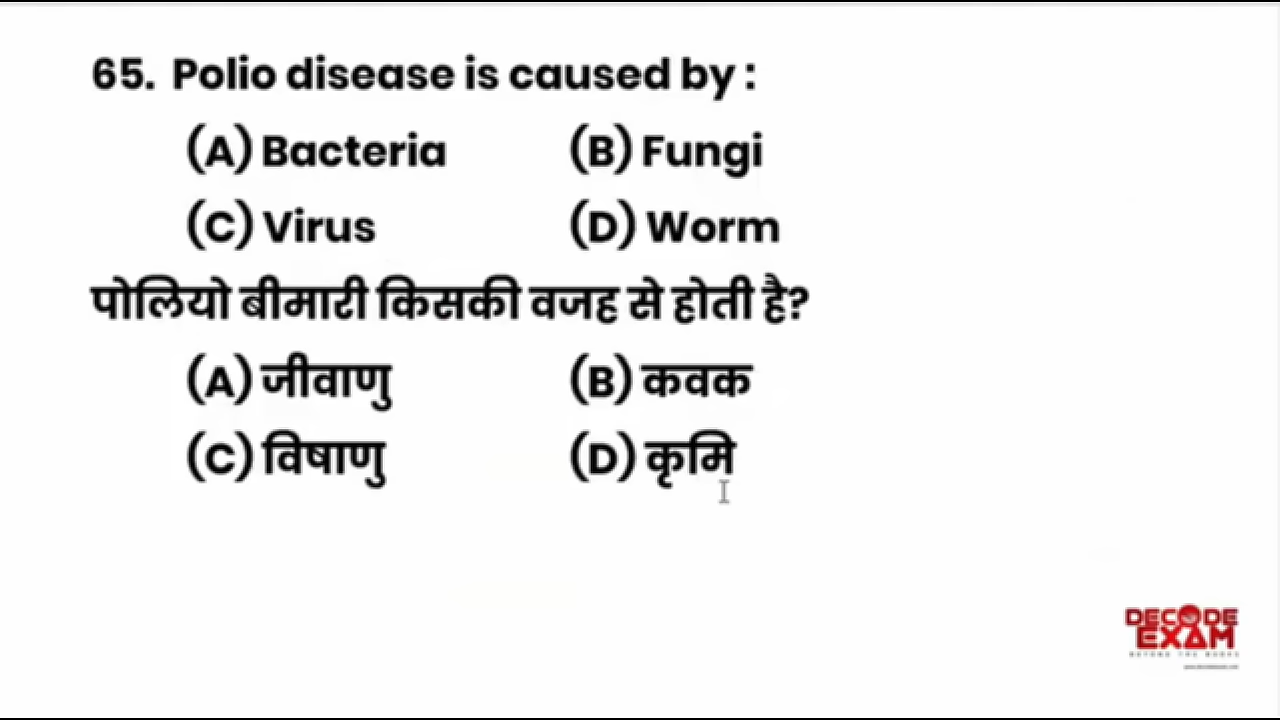 65. Polio disease is caused by :
(A) Bacteria (B) Fungi
(C) Virus (D) Worm
पोलियो बीमारी किसकी वजह से होती है?
(A) जीवाणु (B) कवक
(C) विषाणु (D) कृमि
DECODE
EXAM